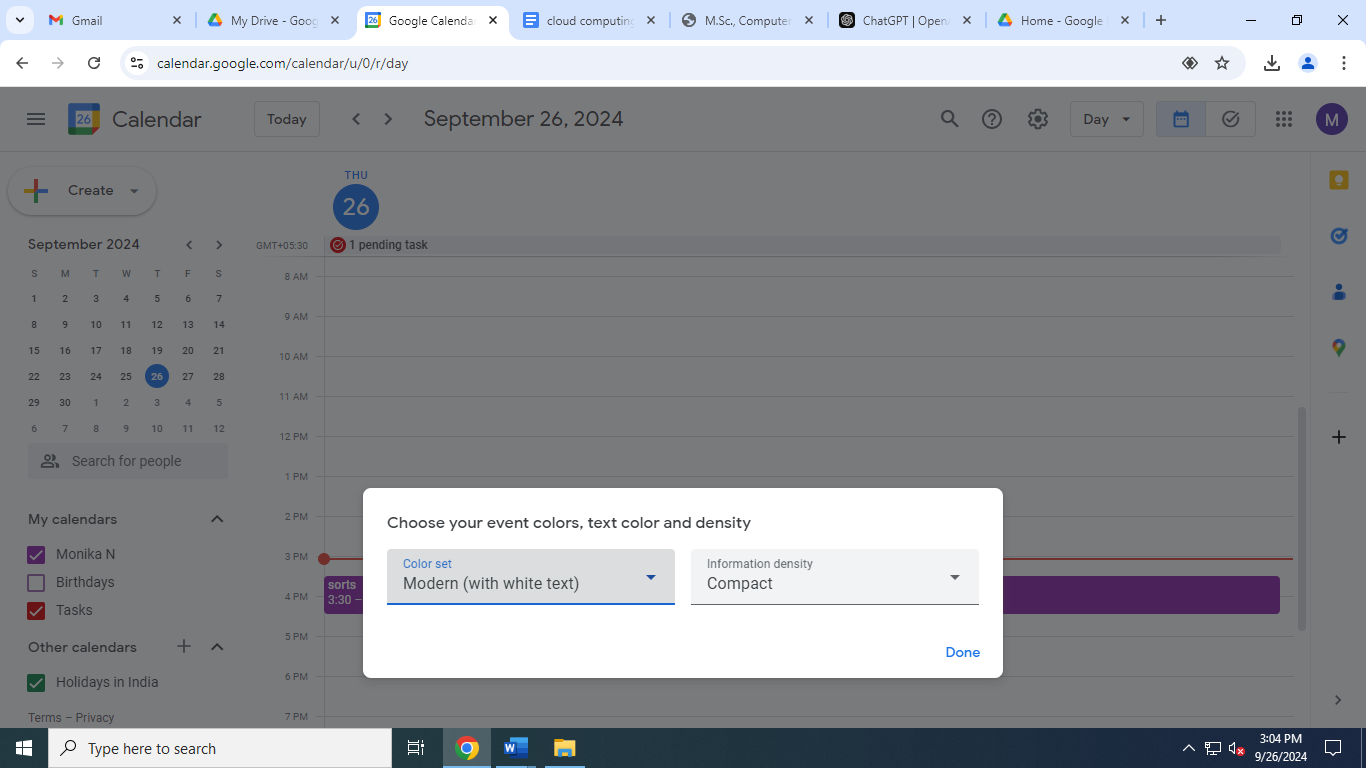 Gmail
My Drive - Goog
Google Calenda
cloud computing
M.Sc., Computer
ChatGPT | Open
Home - Google
calendar.google.com/calendar/u/0/r/day
26
Calendar
Today
September 26, 2024
Day
M
Create
THU
26
September 2024
GMT+05:30
1 pending task
S M T W T F S
1 2 3 4 5 6 7
8 9 10 11 12 13 14
15 16 17 18 19 20 21
22 23 24 25 26 27 28
29 30 1 2 3 4 5
6 7 8 9 10 11 12
Search for people
My calendars
Monika N
Birthdays
Tasks
Other calendars
Holidays in India
Terms – Privacy
8 AM
9 AM
10 AM
11 AM
12 PM
1 PM
2 PM
3 PM
4 PM
5 PM
6 PM
7 PM
sorts
3:30 –
Choose your event colors, text color and density
Color set
Modern (with white text)
Information density
Compact
Done
Type here to search
3:04 PM
9/26/2024